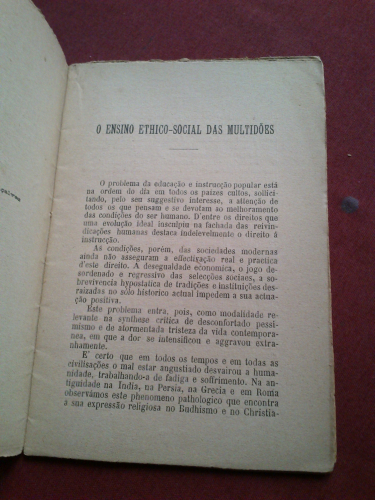 O ENSINO ETHICO-SOCIAL DAS MULTIDÕES
O problema da educação e instrucção popular está
na ordem do dia em todos os paizes cultos, sollici-
tando, pelo seu suggestivo interesse, a attenção de
todos os que pensam e se devotam ao melhoramento
das condições do ser humano. D'entre os direitos que
uma evolução ideal insculpiu na fachada das reivin-
dicações humanas destaca indelevelmente o direito á
instrucção.
As condições, porém, das sociedades modernas
ainda não asseguram a effectivação real e practica
d'este direito. A desegualdade economica, o jogo de-
sordenado e regressivo das selecções sociaes, a so-
brevivencia hypostatica de tradições e instituições des-
raizadas no sólo historico actual impedem a sua actua-
ção positiva.
Este problema entra, pois, como modalidade re-
levante na synthese critica de desconfortado pessi-
mismo e de atormentada tristeza da vida contempora-
nea, em que a dor se intensificou e aggravou extra-
nhamente.
E' certo que em todos os tempos e em todas as
civilisações o mal estar angustiado desvairou a huma-
nidade, trabalhando-a de fadiga e soffrimento. Na an-
tiguidade na India, na Persia, na Grecia e em Roma
observámos este phenomeno pathologico que encontra
a sua expressão religiosa no Budhismo e no Christia-